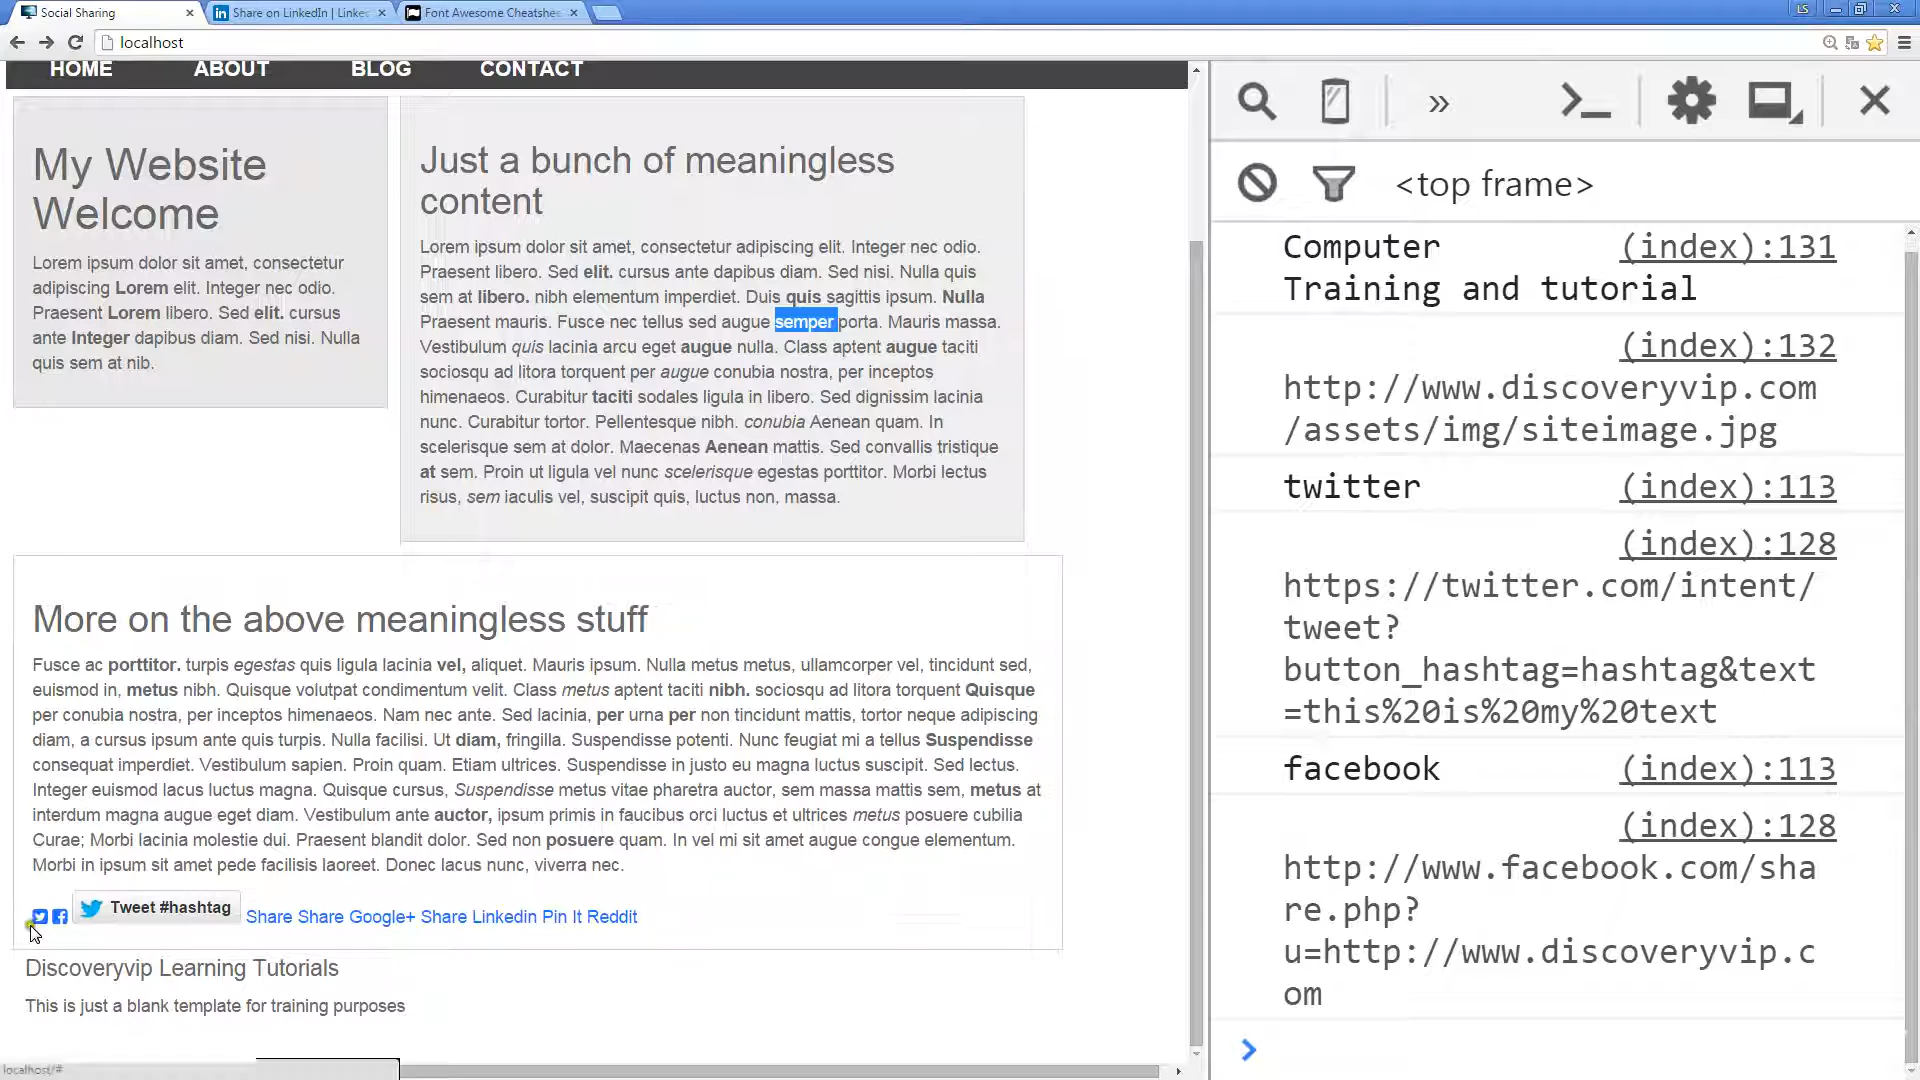 Social Sharing
Share on LinkedIn | Linke
Font Awesome Cheatshe
LS
localhost
HOME ABOUT BLOG CONTACT
My Website
Welcome
Lorem ipsum dolor sit amet, consectetur
adipiscing Lorem elit. Integer nec odio.
Praesent Lorem libero. Sed elit. cursus
ante Integer dapibus diam. Sed nisi. Nulla
quis sem at nib.
Just a bunch of meaningless
content
Lorem ipsum dolor sit amet, consectetur adipiscing elit. Integer nec odio.
Praesent libero. Sed elit. cursus ante dapibus diam. Sed nisi. Nulla quis
sem at libero. nibh elementum imperdiet. Duis quis sagittis ipsum. Nulla
Praesent mauris. Fusce nec tellus sed augue semper porta. Mauris massa.
Vestibulum quis lacinia arcu eget augue nulla. Class aptent augue taciti
sociosqu ad litora torquent per augue conubia nostra, per inceptos
himenaeos. Curabitur taciti sodales ligula in libero. Sed dignissim lacinia
nunc. Curabitur tortor. Pellentesque nibh. conubia Aenean quam. In
scelerisque sem at dolor. Maecenas Aenean mattis. Sed convallis tristique
at sem. Proin ut ligula vel nunc scelerisque egestas porttitor. Morbi lectus
risus, sem iaculis vel, suscipit quis, luctus non, massa.
More on the above meaningless stuff
Fusce ac porttitor. turpis egestas quis ligula lacinia vel, aliquet. Mauris ipsum. Nulla metus metus, ullamcorper vel, tincidunt sed,
euismod in, metus nibh. Quisque volutpat condimentum velit. Class metus aptent taciti nibh. sociosqu ad litora torquent Quisque
per conubia nostra, per inceptos himenaeos. Nam nec ante. Sed lacinia, per urna per non tincidunt mattis, tortor neque adipiscing
diam, a cursus ipsum ante quis turpis. Nulla facilisi. Ut diam, fringilla. Suspendisse potenti. Nunc feugiat mi a tellus Suspendisse
consequat imperdiet. Vestibulum sapien. Proin quam. Etiam ultrices. Suspendisse in justo eu magna luctus suscipit. Sed lectus.
Integer euismod lacus luctus magna. Quisque cursus, Suspendisse metus vitae pharetra auctor, sem massa mattis sem, metus at
interdum magna augue eget diam. Vestibulum ante auctor, ipsum primis in faucibus orci luctus et ultrices metus posuere cubilia
Curae; Morbi lacinia molestie dui. Praesent blandit dolor. Sed non posuere quam. In vel mi sit amet augue congue elementum.
Morbi in ipsum sit amet pede facilisis laoreet. Donec lacus nunc, viverra nec.
Tweet #hashtag Share Share Google+ Share Linkedin Pin It Reddit
Discoveryvip Learning Tutorials
This is just a blank template for training purposes
localhost/#
<top frame>
Computer (index):131
Training and tutorial
(index):132
http://www.discoveryvip.com
/assets/img/siteimage.jpg
twitter (index):113
(index):128
https://twitter.com/intent/
tweet?
button_hashtag=hashtag&text
=this%20is%20my%20text
facebook (index):113
(index):128
http://www.facebook.com/sha
re.php?
u=http://www.discoveryvip.c
om